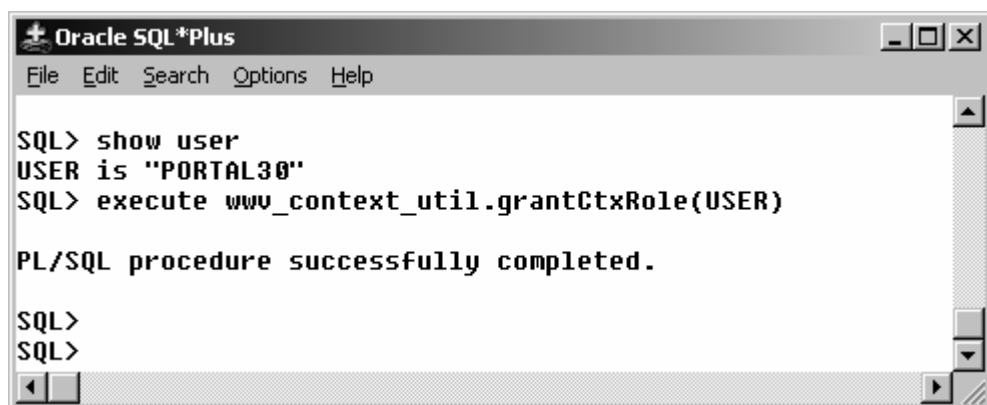 Oracle SQL*Plus
File Edit Search Options Help
SQL> show user
USER is "PORTAL30"
SQL> execute wwv_context_util.grantCtxRole(USER)
PL/SQL procedure successfully completed.
SQL>
SQL>